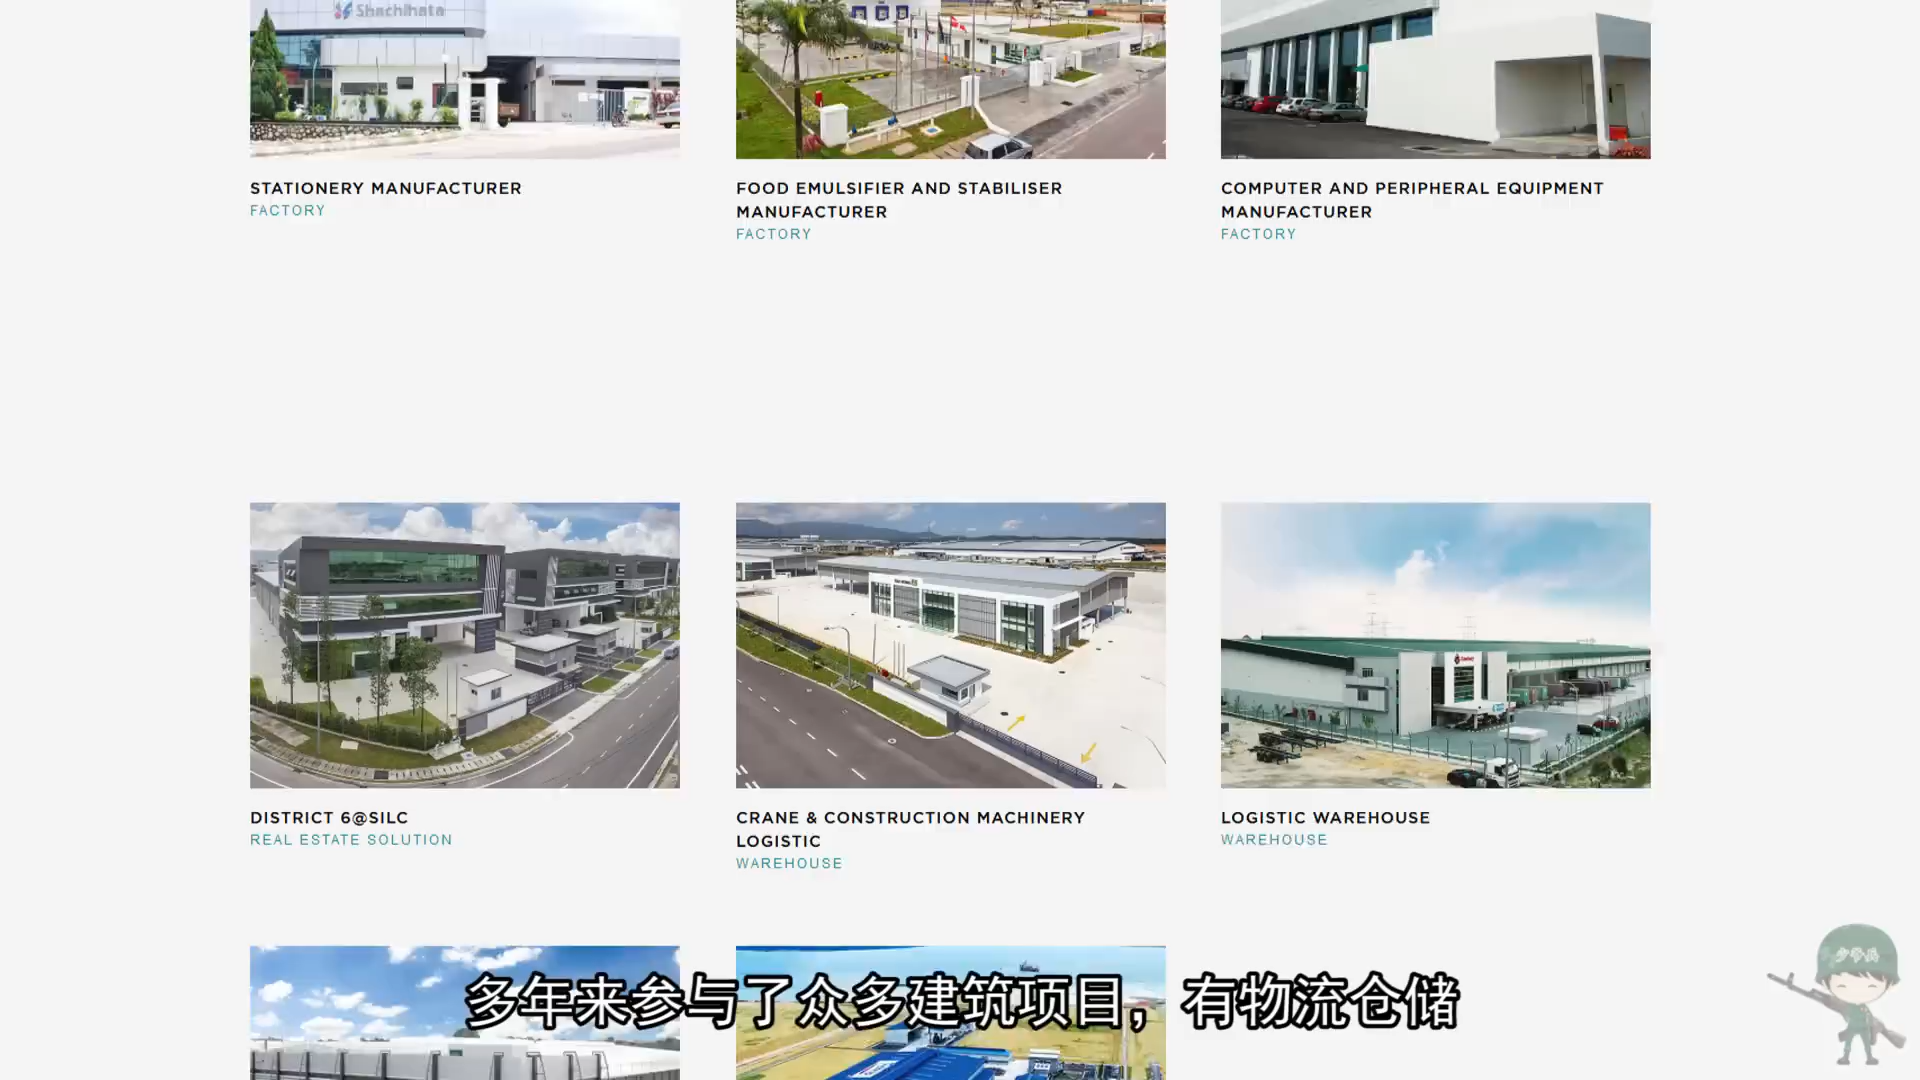 Shachihata
STATIONERY MANUFACTURER
FACTORY
FOOD EMULSIFIER AND STABILISER
MANUFACTURER
FACTORY
COMPUTER AND PERIPHERAL EQUIPMENT
MANUFACTURER
FACTORY
DISTRICT 6@SILC
REAL ESTATE SOLUTION
CRANE & CONSTRUCTION MACHINERY
LOGISTIC
WAREHOUSE
LOGISTIC WAREHOUSE
WAREHOUSE
多年来参与了众多建筑项目，有物流仓储